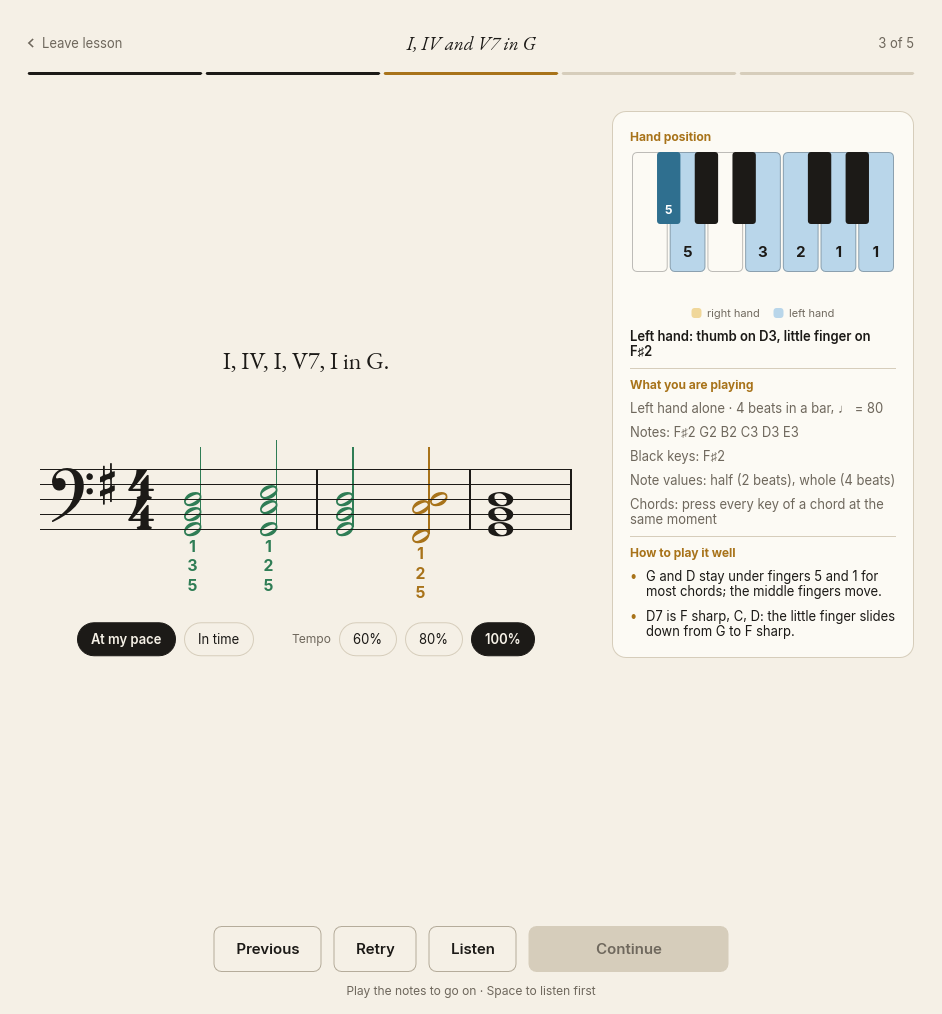 Leave lesson
I, IV and V7 in G
3 of 5
I, IV, I, V7, I in G.
4
4
1 1 1
3 2 2
5 5 5
At my pace
In time
Tempo
60%
80%
100%
Hand position
5
5 3 2 1 1
right hand
left hand
Left hand: thumb on D3, little finger on
F♯2
What you are playing
Left hand alone · 4 beats in a bar, ♩ = 80
Notes: F♯2 G2 B2 C3 D3 E3
Black keys: F♯2
Note values: half (2 beats), whole (4 beats)
Chords: press every key of a chord at the
same moment
How to play it well
• G and D stay under fingers 5 and 1 for
most chords; the middle fingers move.
• D7 is F sharp, C, D: the little finger slides
down from G to F sharp.
Previous
Retry
Listen
Continue
Play the notes to go on · Space to listen first